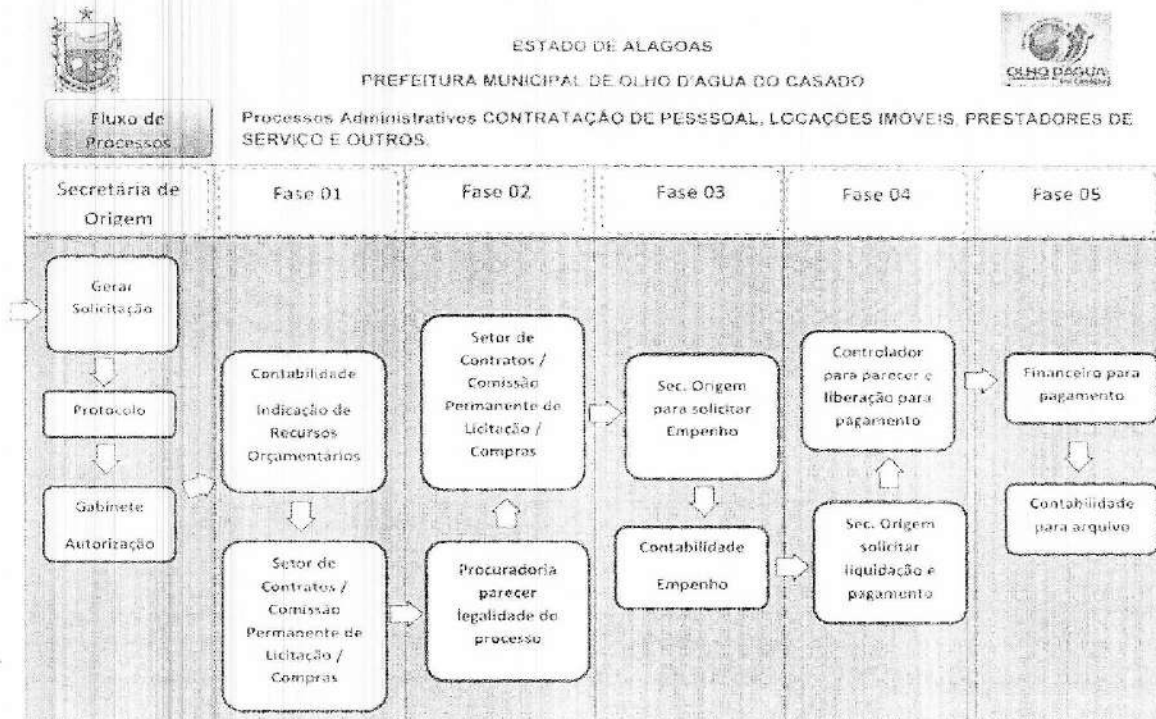 ESTADO DE ALAGOAS
PREFEITURA MUNICIPAL DE OLHO D'AGUA DO CASADO
OLHO D'AGUA
Fluxo de
Processos
Processos Administrativos CONTRATAÇÃO DE PESSSOAL, LOCAÇOES IMOVEIS, PRESTADORES DE
SERVIÇO E OUTROS.
Secretária de
Origem
Fase 01
Fase 02
Fase 03
Fase 04
Fase 05
Gerar
Solicitação
Protocolo
Gabinete
Autorização
Contabilidade
Indicação de
Recursos
Orçamentários
Setor de
Contratos /
Comissão
Permanente de
Licitação /
Compras
Procuradoria
parecer
legalidade do
processo
Setor de
Contratos /
Comissão
Permanente de
Licitação /
Compras
Sec. Origem
para solicitar
Empenho
Contabilidade
Empenho
Sec. Origem
solicitar
liquidação e
pagamento
Controlador
para parecer e
liberação para
pagamento
Financeiro para
pagamento
Contabilidade
para arquivo